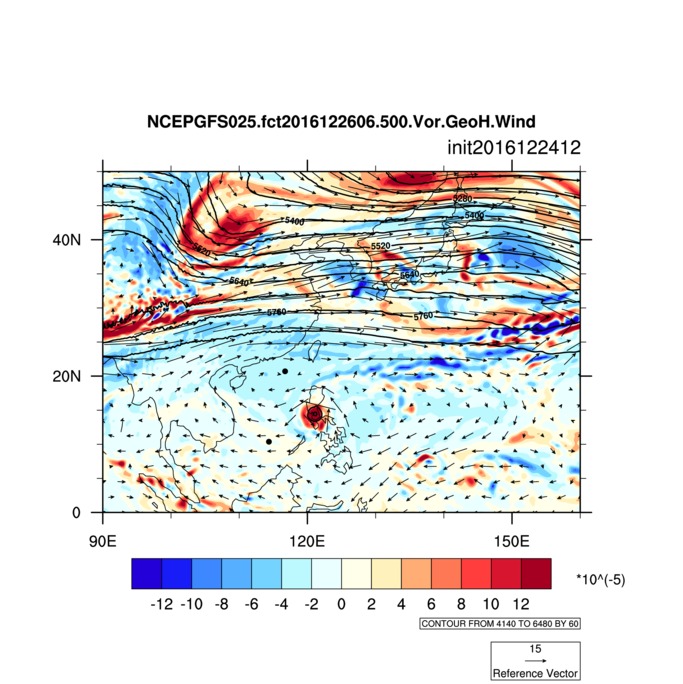 NCEPGFS025.fct2016122606.500.Vor.GeoH.Wind
init2016122412
5280
5400
5400
5520
5520
5640
5640
5760
5760
40N
20N
0
90E 120E 150E
-12 -10 -8 -6 -4 -2 0 2 4 6 8 10 12
*10^(-5)
CONTOUR FROM 4140 TO 6480 BY 60
15
Reference Vector